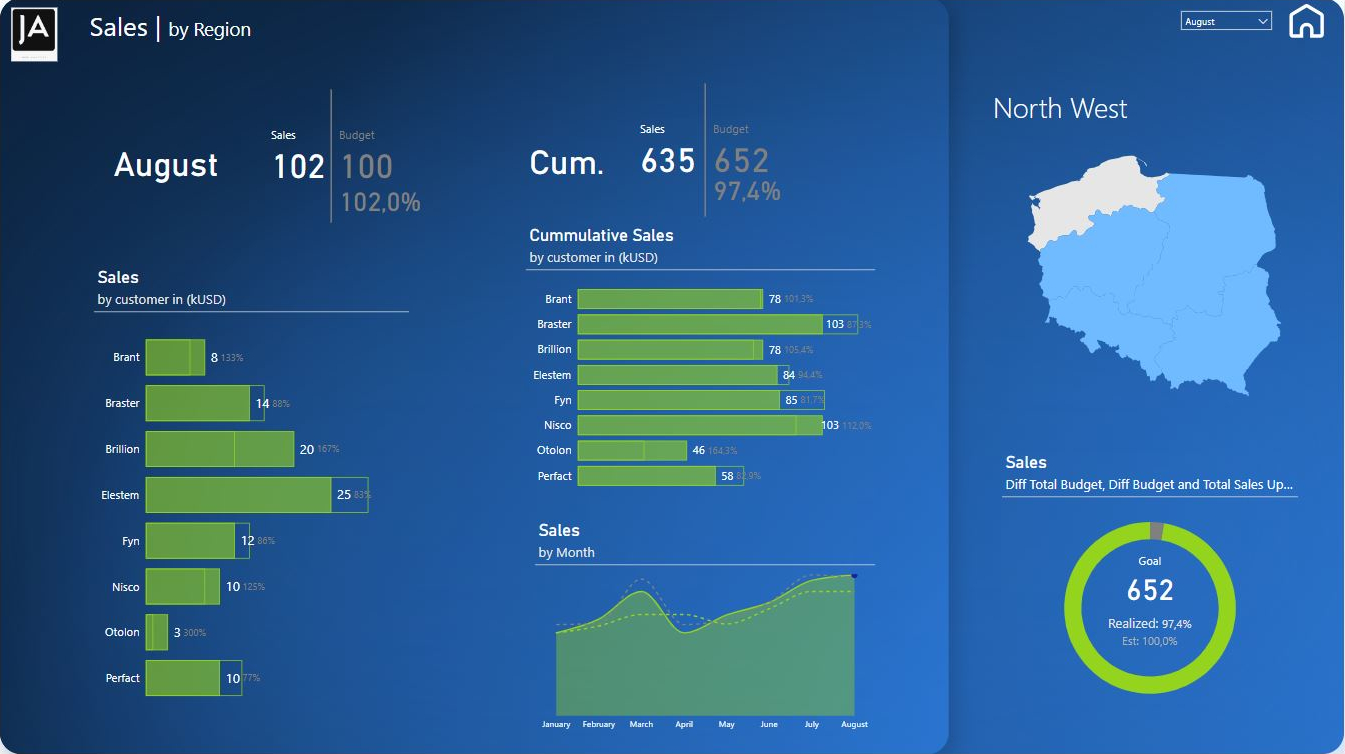 JA
Sales | by Region
August
August
Sales
102
Budget
100
102,0%
Cum.
Sales
635
Budget
652
97,4%
North West
Sales
by customer in (kUSD)
Brant 8 133%
Braster 14 88%
Brillion 20 167%
Elestem 25 83%
Fyn 12 86%
Nisco 10 125%
Otolon 3 300%
Perfact 10 77%
Cummulative Sales
by customer in (kUSD)
Brant 78 101,3%
Braster 103 87,3%
Brillion 78 105,4%
Elestem 84 94,4%
Fyn 85 81,7%
Nisco 103 112,0%
Otolon 46 164,3%
Perfact 58
Sales
by Month
January February March April May June July August
Sales
Diff Total Budget, Diff Budget and Total Sales Up...
Goal
652
Realized: 97,4%
Est: 100,0%